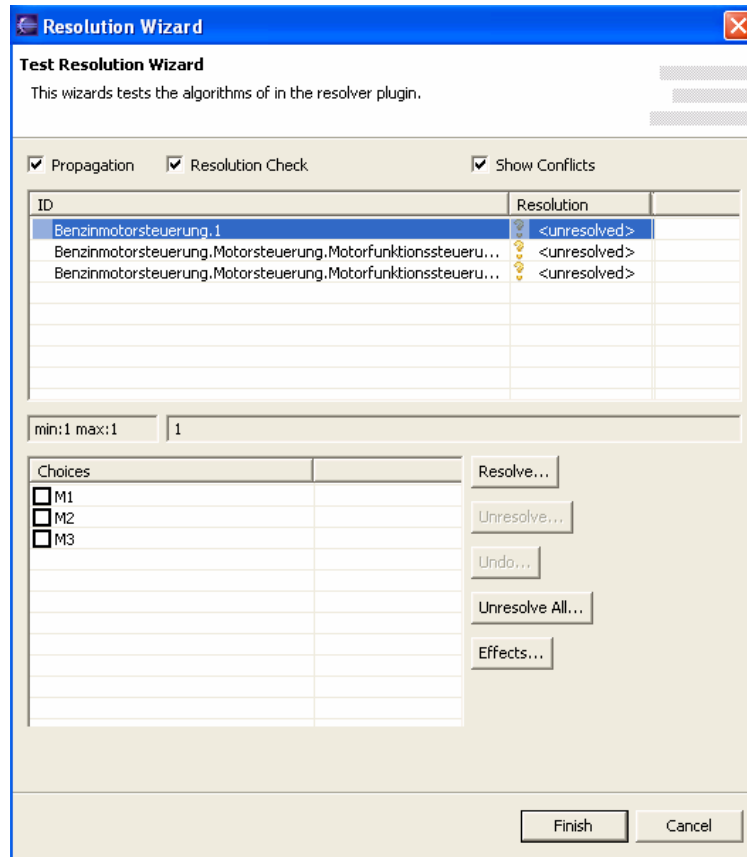 Resolution Wizard
Test Resolution Wizard
This wizards tests the algorithms of in the resolver plugin.
Propagation Resolution Check Show Conflicts
ID Resolution
Benzinmotorsteuerung.1 <unresolved>
Benzinmotorsteuerung.Motorsteuerung.Motorfunktionssteueru... <unresolved>
Benzinmotorsteuerung.Motorsteuerung.Motorfunktionssteueru... <unresolved>
min:1 max:1 1
Choices
Resolve...
M1
M2
Unresolve...
M3
Undo...
Unresolve All...
Effects...
Finish Cancel